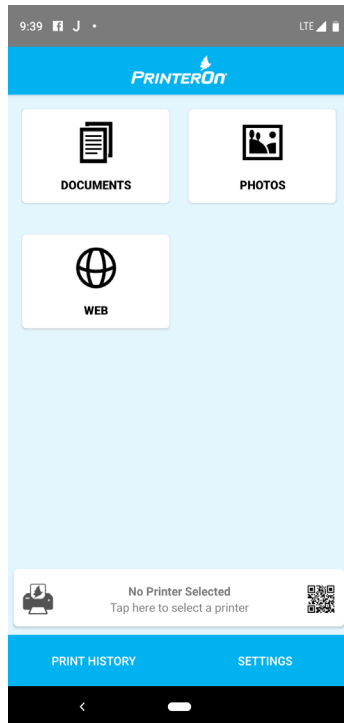 9:39 J LTE
PRINTERON
DOCUMENTS PHOTOS
WEB
No Printer Selected
Tap here to select a printer
PRINT HISTORY SETTINGS